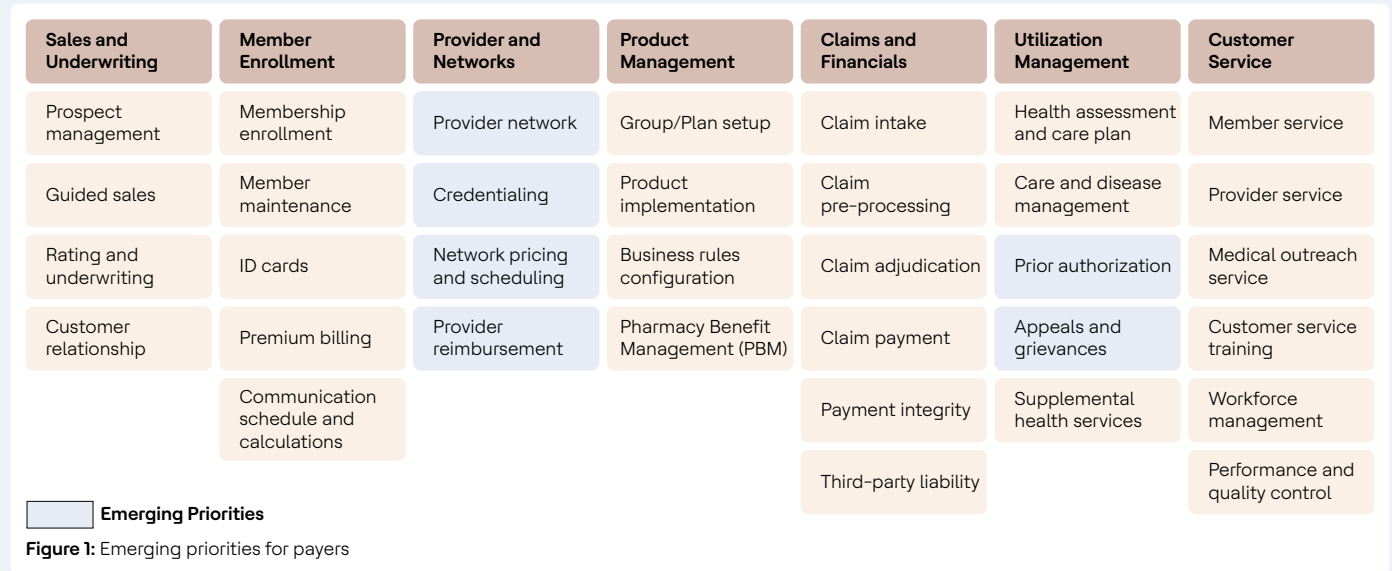 Sales and
Underwriting
Prospect
management
Guided sales
Rating and
underwriting
Customer
relationship
Member
Enrollment
Membership
enrollment
Member
maintenance
ID cards
Premium billing
Communication
schedule and
calculations
Provider and
Networks
Provider network
Credentialing
Network pricing
and scheduling
Provider
reimbursement
Product
Management
Group/Plan setup
Product
implementation
Business rules
configuration
Pharmacy Benefit
Management (PBM)
Claims and
Financials
Claim intake
Claim
pre-processing
Claim adjudication
Claim payment
Payment integrity
Third-party liability
Utilization
Management
Health assessment
and care plan
Care and disease
management
Prior authorization
Appeals and
grievances
Supplemental
health services
Customer
Service
Member service
Provider service
Medical outreach
service
Customer service
training
Workforce
management
Performance and
quality control
Emerging Priorities
Figure 1: Emerging priorities for payers